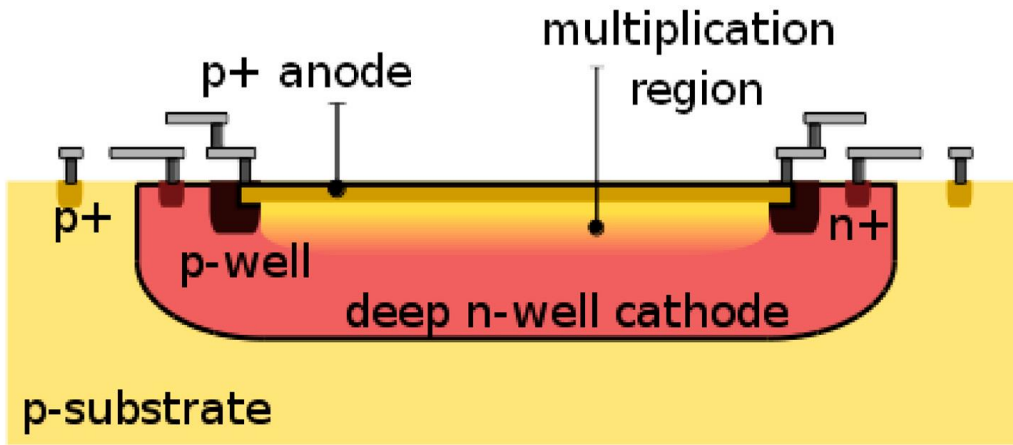 multiplication
region
p+ anode
p+
n+
p-well
deep n-well cathode
p-substrate